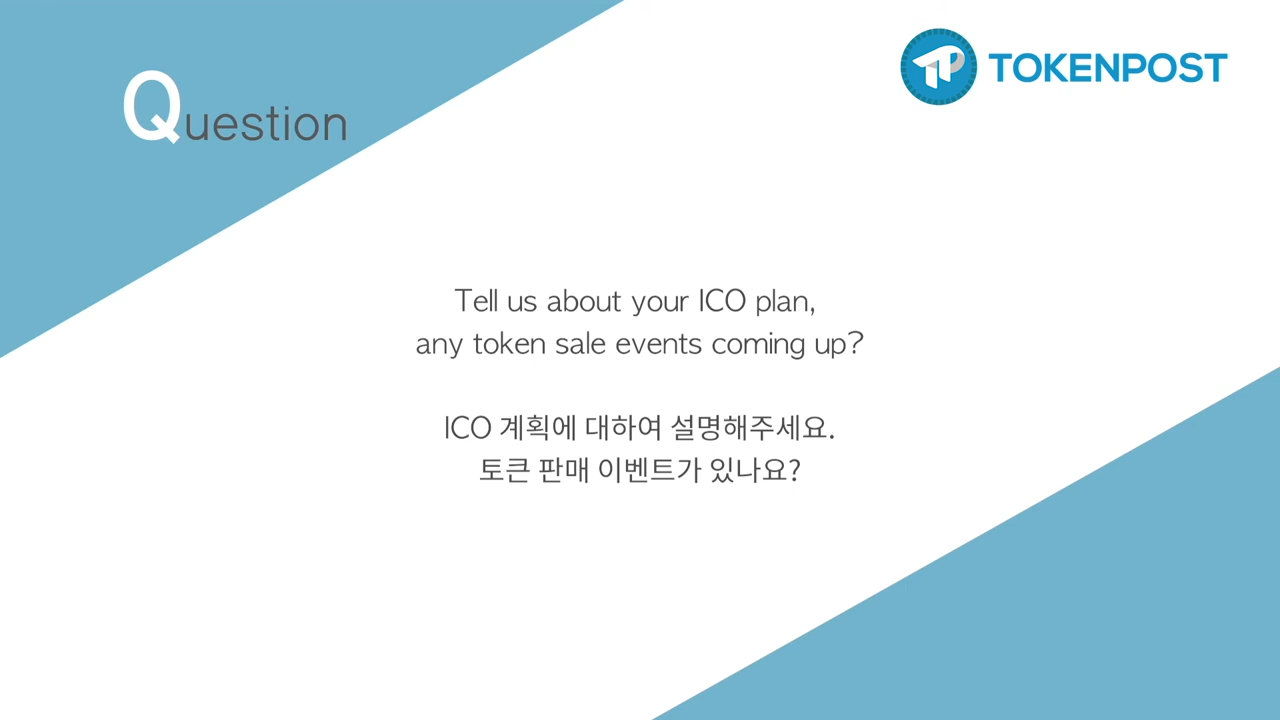 Question
TOKENPOST
Tell us about your ICO plan,
any token sale events coming up?
ICO 계획에 대하여 설명해주세요.
토큰 판매 이벤트가 있나요?